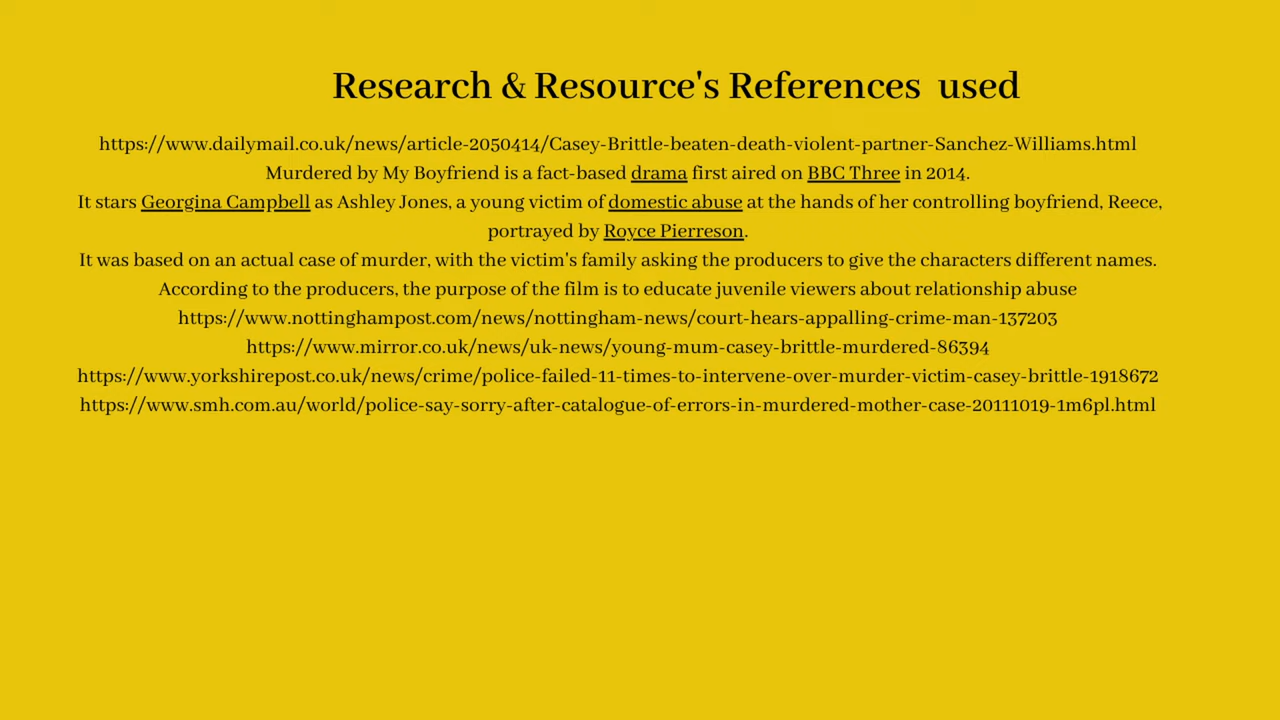 Research & Resource's References used
https://www.dailymail.co.uk/news/article-2050414/Casey-Brittle-beaten-death-violent-partner-Sanchez-Williams.html
Murdered by My Boyfriend is a fact-based drama first aired on BBC Three in 2014.
It stars Georgina Campbell as Ashley Jones, a young victim of domestic abuse at the hands of her controlling boyfriend, Reece,
portrayed by Royce Pierreson.
It was based on an actual case of murder, with the victim's family asking the producers to give the characters different names.
According to the producers, the purpose of the film is to educate juvenile viewers about relationship abuse
https://www.nottinghampost.com/news/nottingham-news/court-hears-appalling-crime-man-137203
https://www.mirror.co.uk/news/uk-news/young-mum-casey-brittle-murdered-86394
https://www.yorkshirepost.co.uk/news/crime/police-failed-11-times-to-intervene-over-murder-victim-casey-brittle-1918672
https://www.smh.com.au/world/police-say-sorry-after-catalogue-of-errors-in-murdered-mother-case-20111019-1m6pl.html